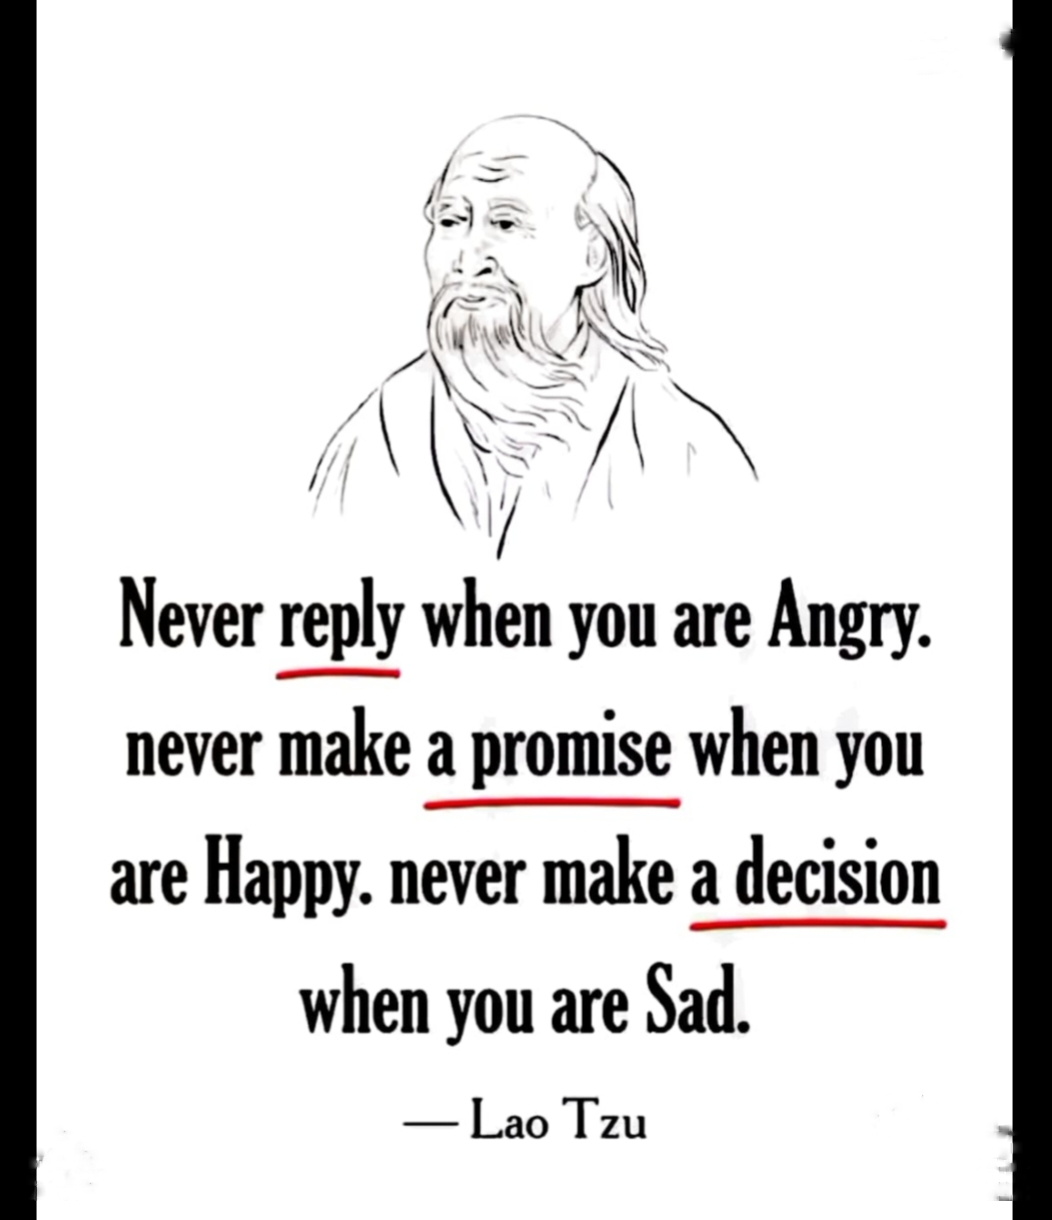 Never reply when you are Angry.
never make a promise when you
are Happy. never make a decision
when you are Sad.
— Lao Tzu